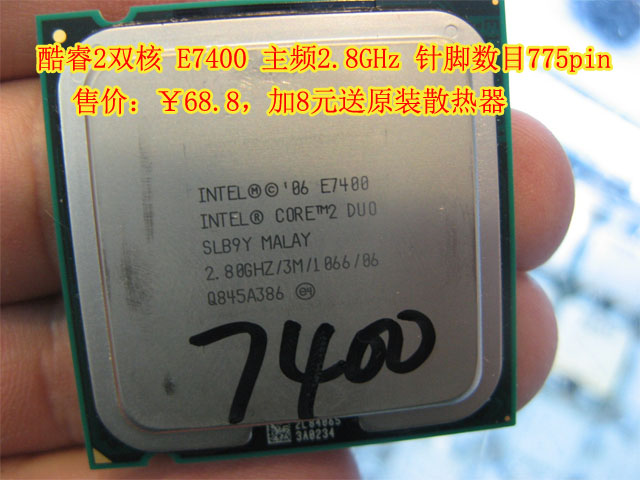 酷睿2双核 E7400 主频2.8GHz 针脚数目775pin
售价：￥68.8，加8元送原装散热器
INTEL®©'06 E7400
INTEL® CORE™2 DUO
SLB9Y MALAY
2.80GHZ/3M/1066/06
Q845A386 e4
7400
3A0234